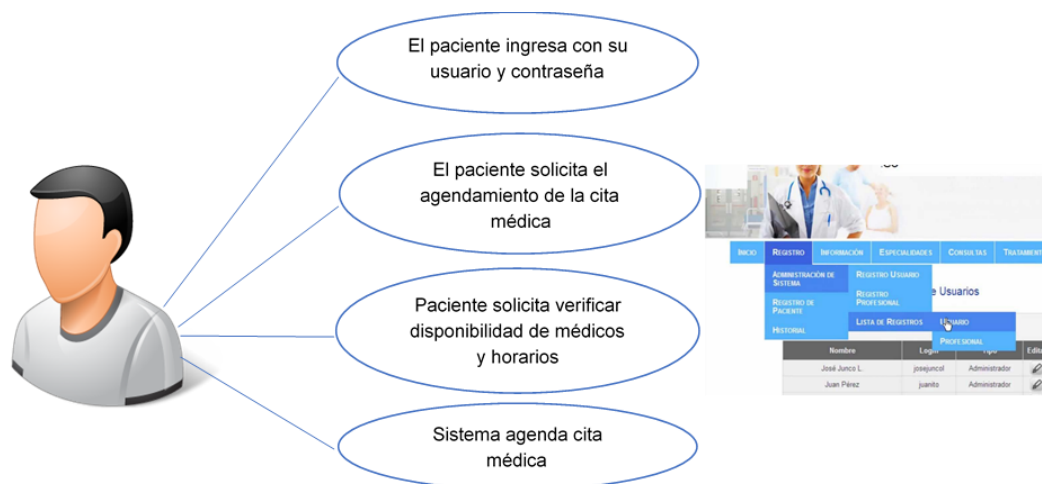 El paciente ingresa con su
usuario y contraseña
El paciente solicita el
agendamiento de la cita
médica
Paciente solicita verificar
disponibilidad de médicos
y horarios
Sistema agenda cita
médica
INICIO REGISTRO INFORMACIÓN ESPECIALIDADES CONSULTAS TRATAMIENT
ADMINISTRACIÓN DE
SISTEMA
REGISTRO DE
PACIENTE
HISTORIAL
REGISTRO USUARIO
REGISTRO
PROFESIONAL
LISTA DE REGISTROS
USUARIO
PROFESIONAL
e Usuarios
Nombre Login Tipo Edita
José Junco L. josejuncol Administrador
Juan Pérez juanito Administrador